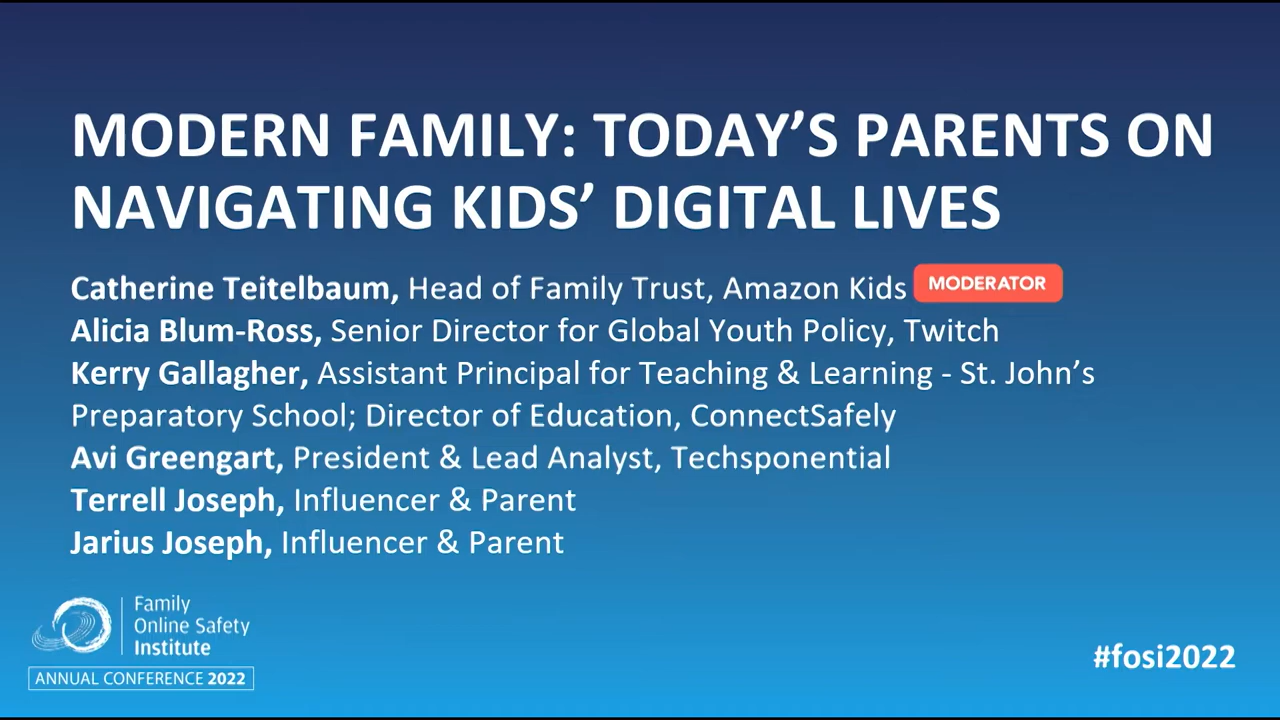 MODERN FAMILY: TODAY’S PARENTS ON
NAVIGATING KIDS’ DIGITAL LIVES
Catherine Teitelbaum, Head of Family Trust, Amazon Kids MODERATOR
Alicia Blum-Ross, Senior Director for Global Youth Policy, Twitch
Kerry Gallagher, Assistant Principal for Teaching & Learning - St. John’s
Preparatory School; Director of Education, ConnectSafely
Avi Greengart, President & Lead Analyst, Techsponential
Terrell Joseph, Influencer & Parent
Jarius Joseph, Influencer & Parent
Family
Online Safety
Institute
ANNUAL CONFERENCE 2022
#fosi2022